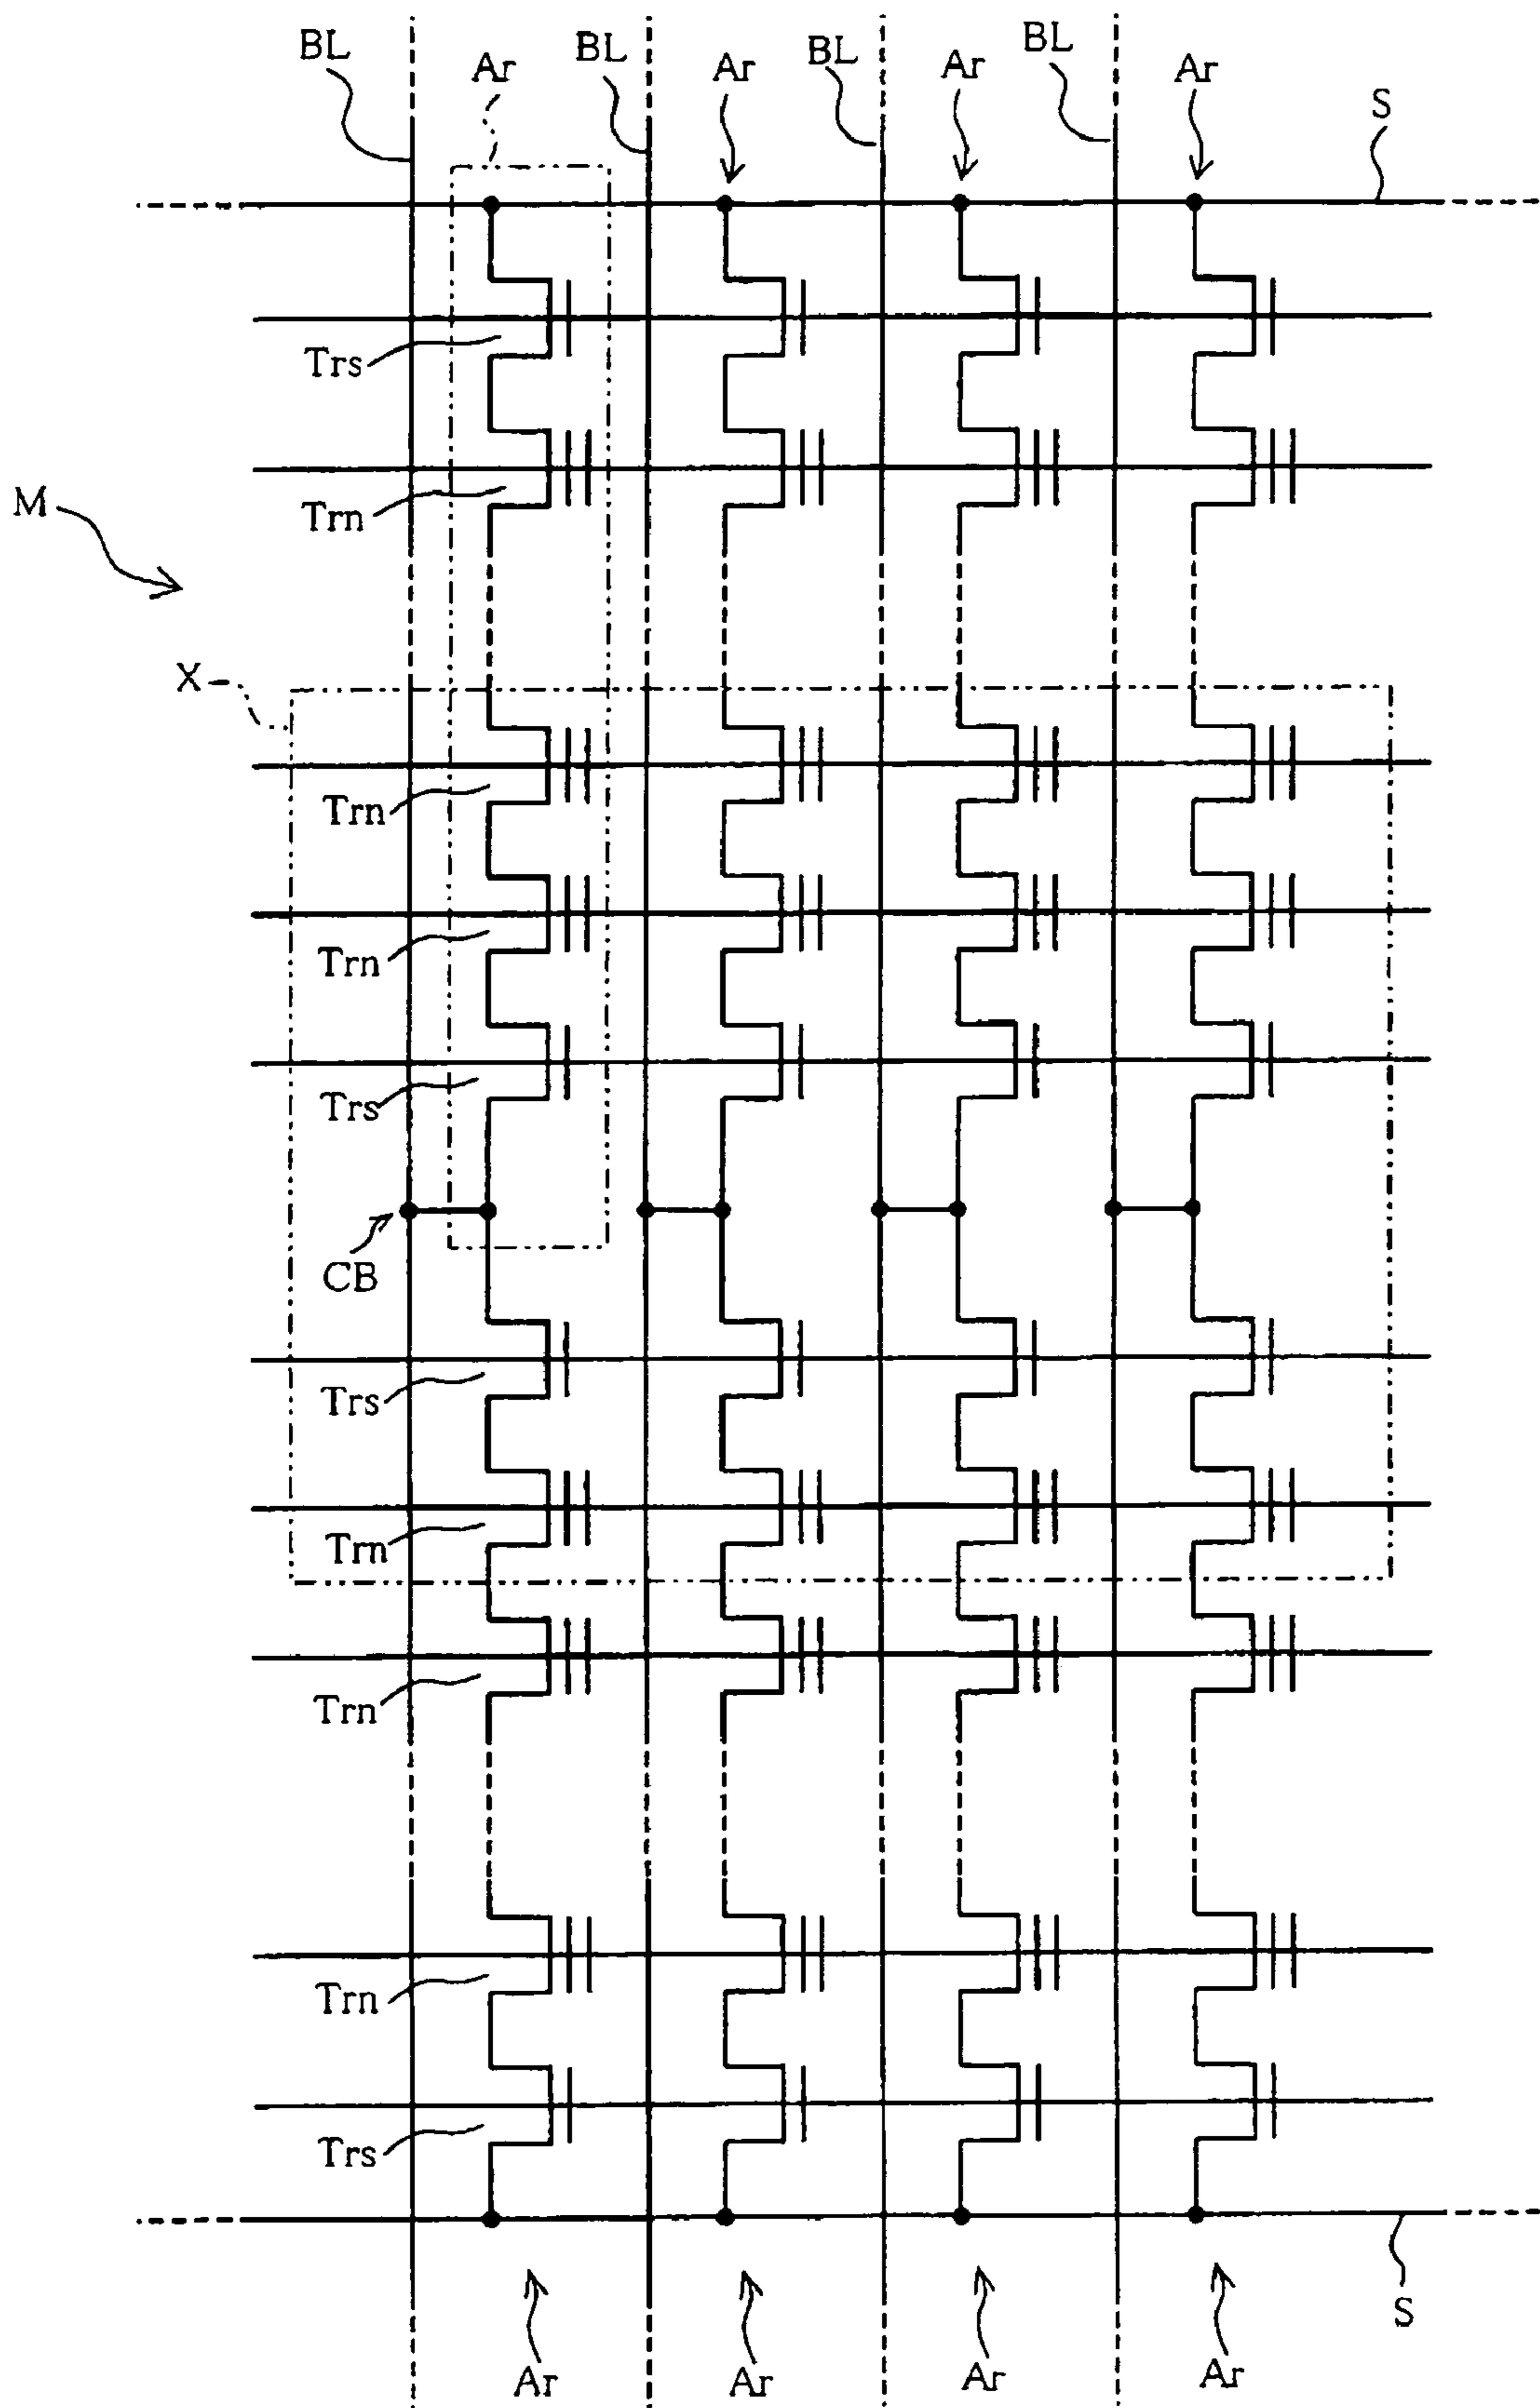 BL Ar BL Ar BL Ar BL Ar
S
Trs
Trn
M
X
Trn
Trn
Trs
CB
Trs
Trn
Trn
Trn
Trs
S
Ar Ar Ar Ar